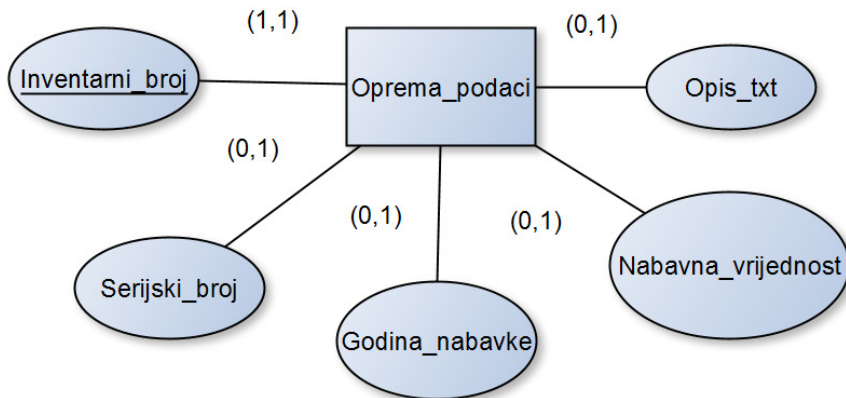 (1,1)
(0,1)
Inventarni_broj
Oprema_podaci
Opis_txt
(0,1)
(0,1)
(0,1)
Serijski_broj
Godina_nabavke
Nabavna_vrijednost